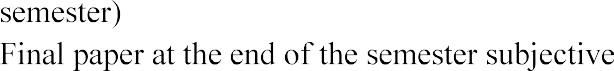 semester)
Final paper at the end of the semester subjective